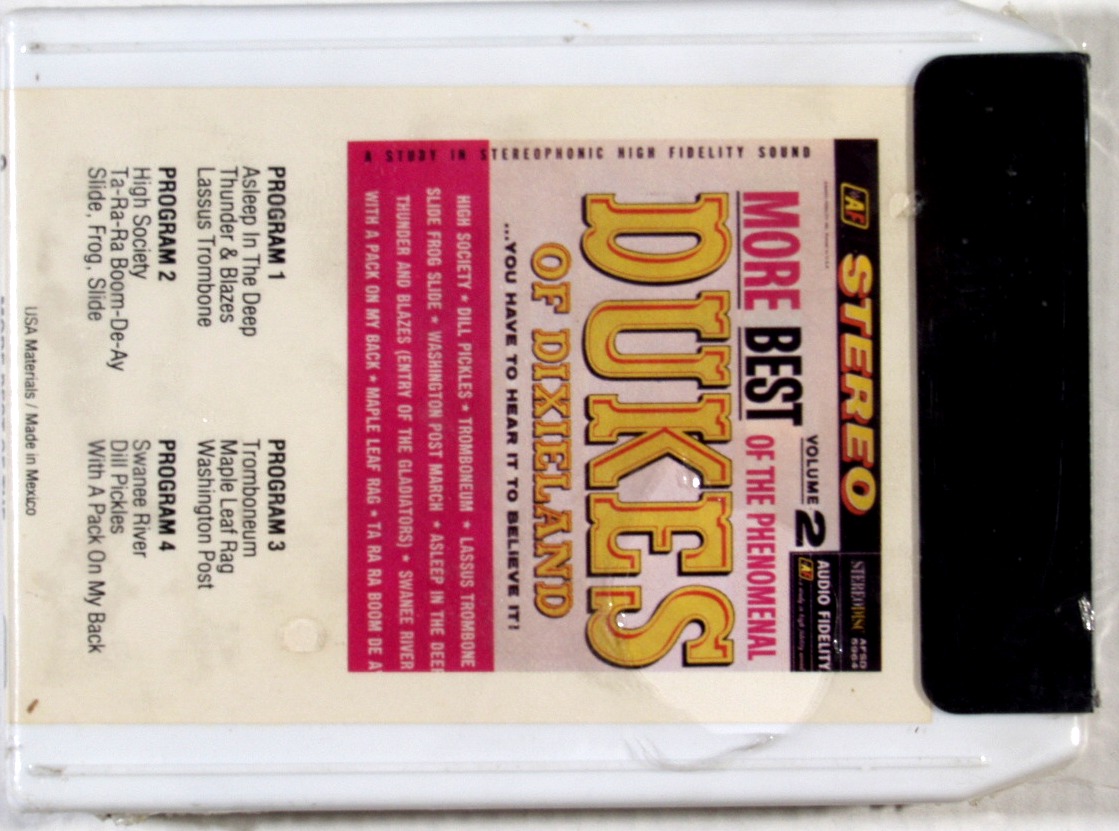 AF STEREO
STEREODISC
AFSD
5964
MORE BEST OF THE PHENOMENAL
VOLUME 2
AUDIO FIDELITY
AF
DUKES
OF DIXIELAND
...YOU HAVE TO HEAR IT TO BELIEVE IT!
A STUDY IN STEREOPHONIC HIGH FIDELITY SOUND
HIGH SOCIETY • DILL PICKLES • TROMBONEUM • LASSUS TROMBONE
SLIDE FROG SLIDE • WASHINGTON POST MARCH • ASLEEP IN THE DEEP
THUNDER AND BLAZES (ENTRY OF THE GLADIATORS) • SWANEE RIVER
WITH A PACK ON MY BACK • MAPLE LEAF RAG • TA RA RA BOOM DE A
PROGRAM 1
Asleep In The Deep
Thunder & Blazes
Lassus Trombone
PROGRAM 2
High Society
Ta-Ra-Ra Boom-De-Ay
Slide, Frog, Slide
PROGRAM 3
Tromboneum
Maple Leaf Rag
Washington Post
PROGRAM 4
Swanee River
Dill Pickles
With A Pack On My Back
USA Materials / Made in Mexico